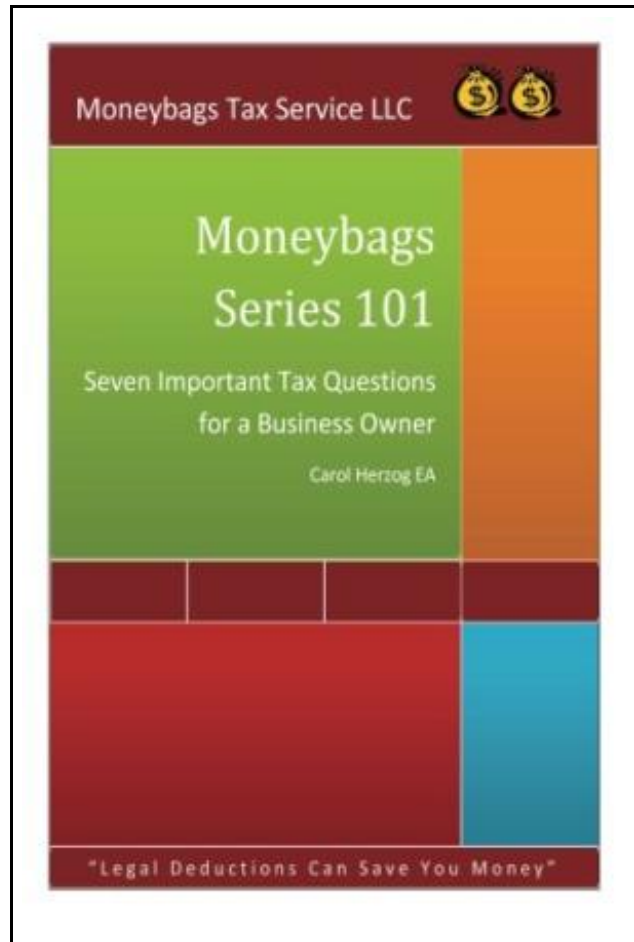 Moneybags Tax Service LLC
$ $
Moneybags
Series 101
Seven Important Tax Questions
for a Business Owner
Carol Herzog EA
"Legal Deductions Can Save You Money"